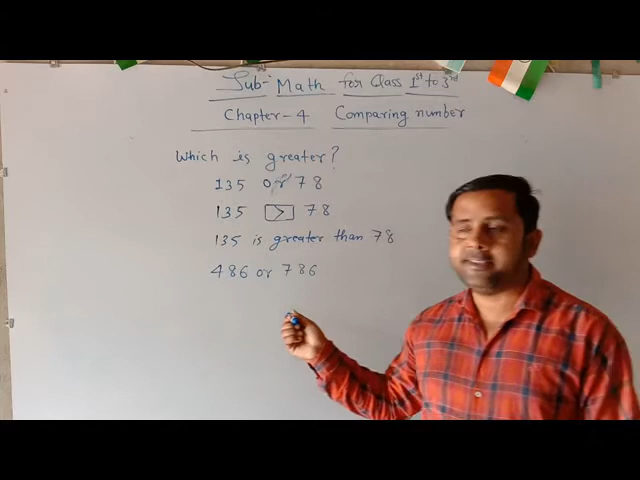 Sub- Math for Class 1st to 3rd
Chapter-4 Comparing number
Which is greater?
135 or 78
135 > 78
135 is greater than 78
486 or 786